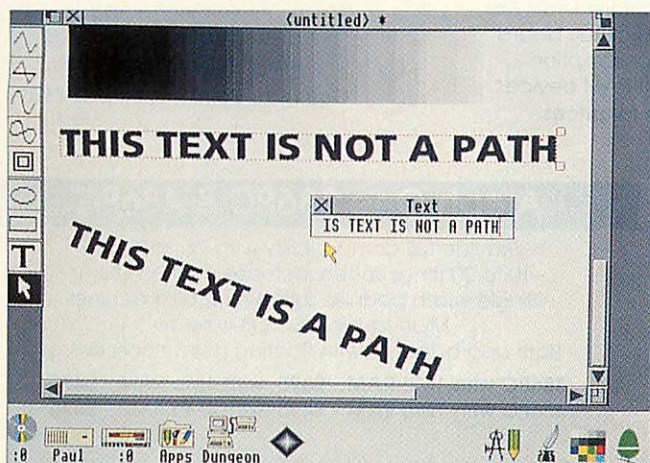 <untitled> *
THIS TEXT IS NOT A PATH
Text
IS TEXT IS NOT A PATH
THIS TEXT IS A PATH
T
:0 Paul :0 Apps Dungeon